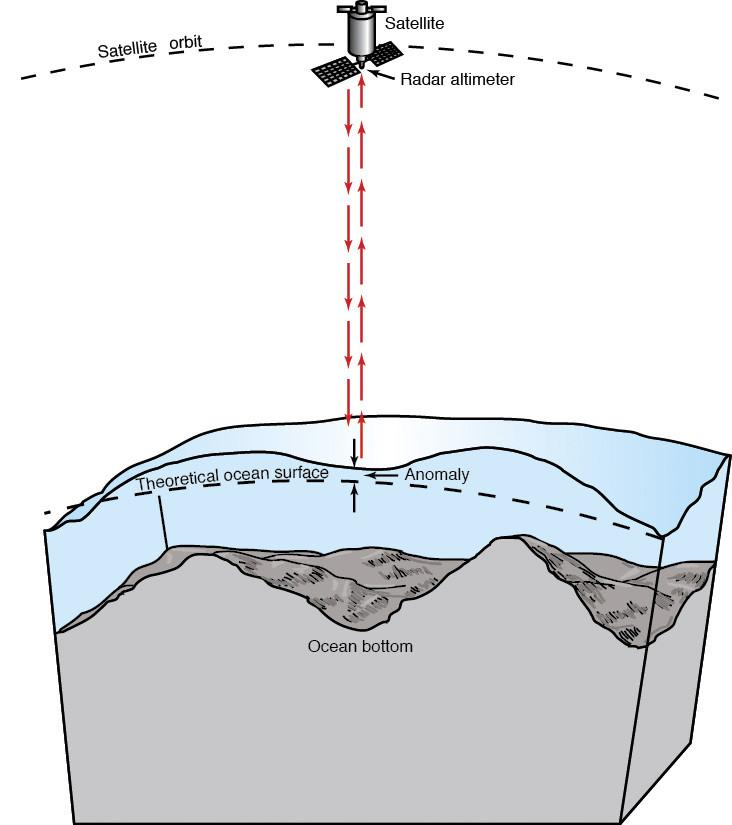 Satellite
Satellite orbit
Radar altimeter
Theoretical ocean surface
Anomaly
Ocean bottom